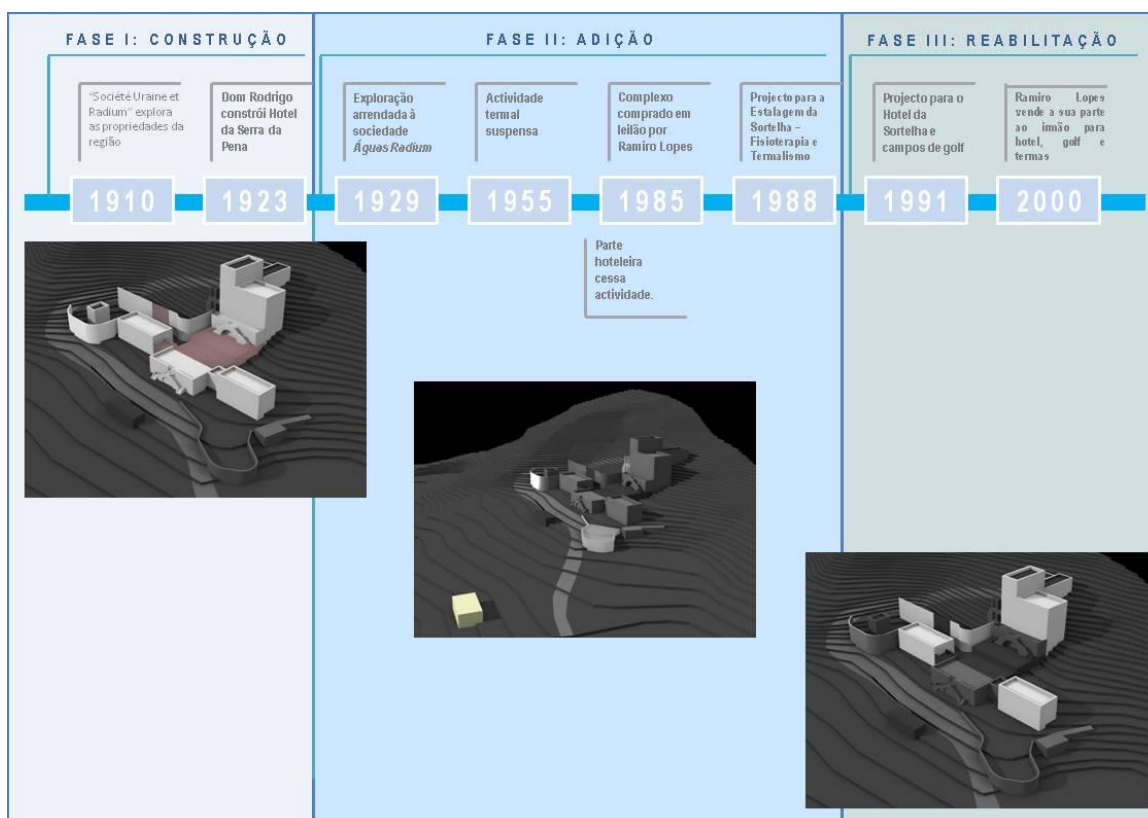 FASE I: CONSTRUÇÃO
FASE II: ADIÇÃO
FASE III: REABILITAÇÃO
"Société Uraine et
Radium" explora
as propriedades da
região
Dom Rodrigo
constrói Hotel
da Serra da
Pena
Exploração
arrendada à
sociedade
Águas Radium
Actividade
termal
suspensa
Complexo
comprado em
leilão por
Ramiro Lopes
Projecto para a
Estalagem da
Sortelha –
Fisioterapia e
Termalismo
Projecto para o
Hotel da
Sortelha e
campos de golf
Ramiro Lopes
vende a sua parte
ao irmão para
hotel, golf e
termas
1910
1923
1929
1955
1985
1988
1991
2000
Parte
hoteleira
cessa
actividade.